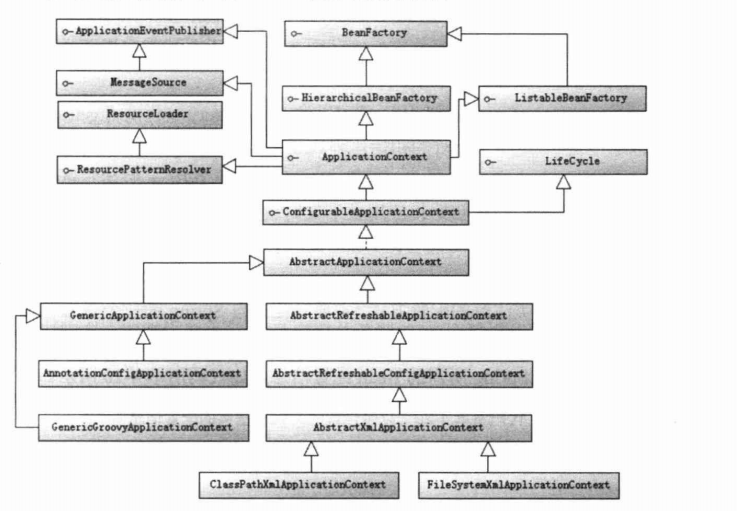 ApplicationEventPublisher
BeanFactory
MessageSource
HierarchicalBeanFactory
ListableBeanFactory
ResourceLoader
ApplicationContext
LifeCycle
ResourcePatternResolver
ConfigurableApplicationContext
AbstractApplicationContext
GenericApplicationContext
AbstractRefreshableApplicationContext
AnnotationConfigApplicationContext
AbstractRefreshableConfigApplicationContext
GenericGroovyApplicationContext
AbstractXmlApplicationContext
ClassPathXmlApplicationContext
FileSystemXmlApplicationContext